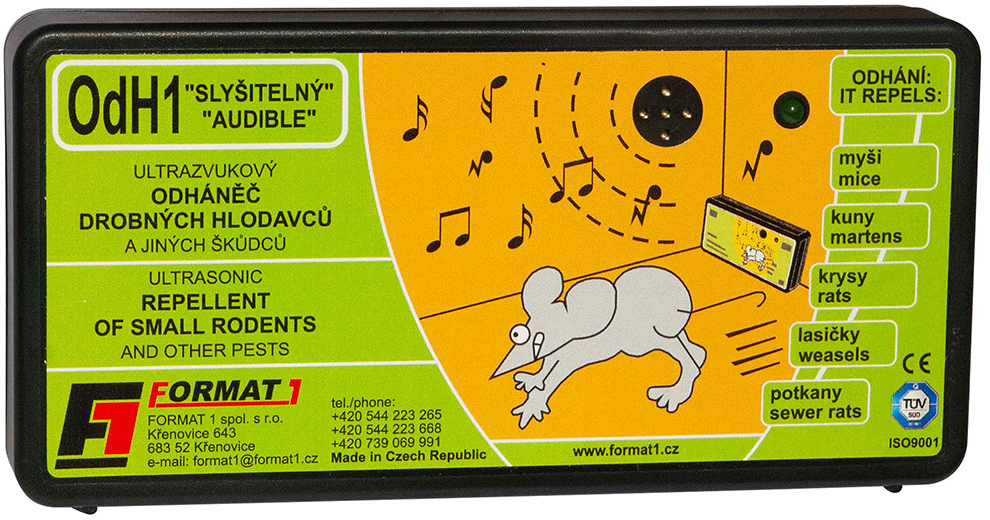 OdH1 "SLYŠITELNÝ"
"AUDIBLE"
ULTRAZVUKOVÝ
ODHÁNĚČ
DROBNÝCH HLODAVCŮ
A JINÝCH ŠKŮDCŮ
ULTRASONIC
REPELLENT
OF SMALL RODENTS
AND OTHER PESTS
FORMAT 1
FORMAT 1 spol. s r.o.
Křenovice 643
683 52 Křenovice
e-mail: format1@format1.cz
tel./phone:
+420 544 223 265
+420 544 223 668
+420 739 069 991
Made in Czech Republic
www.format1.cz
ODHÁNÍ:
IT REPELS:
myši
mice
kuny
martens
krysy
rats
lasičky
weasels
potkany
sewer rats
CE
TÜV
SÜD
ISO9001